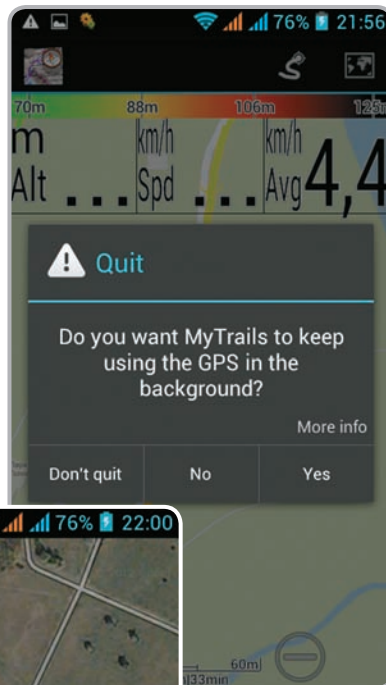 76% 21:56
70m 88m 106m 125m
m km/h km/h
Alt ... Spd ... Avg 4,4
Quit
Do you want MyTrails to keep
using the GPS in the
background?
More info
Don't quit No Yes
76% 22:00
60m
33min